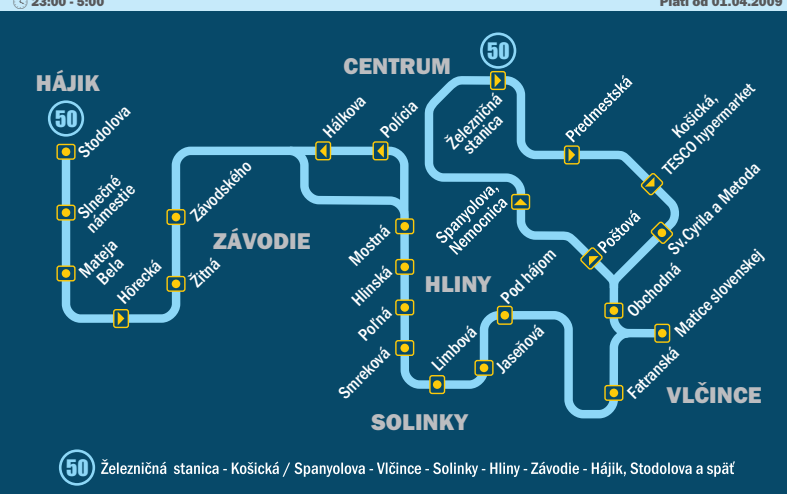 23:00 - 5:00
Platí od 01.04.2009
HÁJIK
50
Stodolova
Slnečné
námestie
Mateja
Bela
Hôrecká
Žitná
Závodského
ZÁVODIE
Hálkova
Polícia
Mostná
Hlinská
Poľná
Smreková
HLINY
SOLINKY
Limbová
Jaseňová
Pod hájom
CENTRUM
50
Železničná
stanica
Predmestská
Košická,
TESCO hypermarket
Sv.Cyrila a Metoda
Spanyolova,
Nemocnica
Poštová
Obchodná
Matice slovenskej
Fatranská
VLČINCE
50 Železničná stanica - Košická / Spanyolova - Vlčince - Solinky - Hliny - Závodie - Hájik, Stodolova a späť